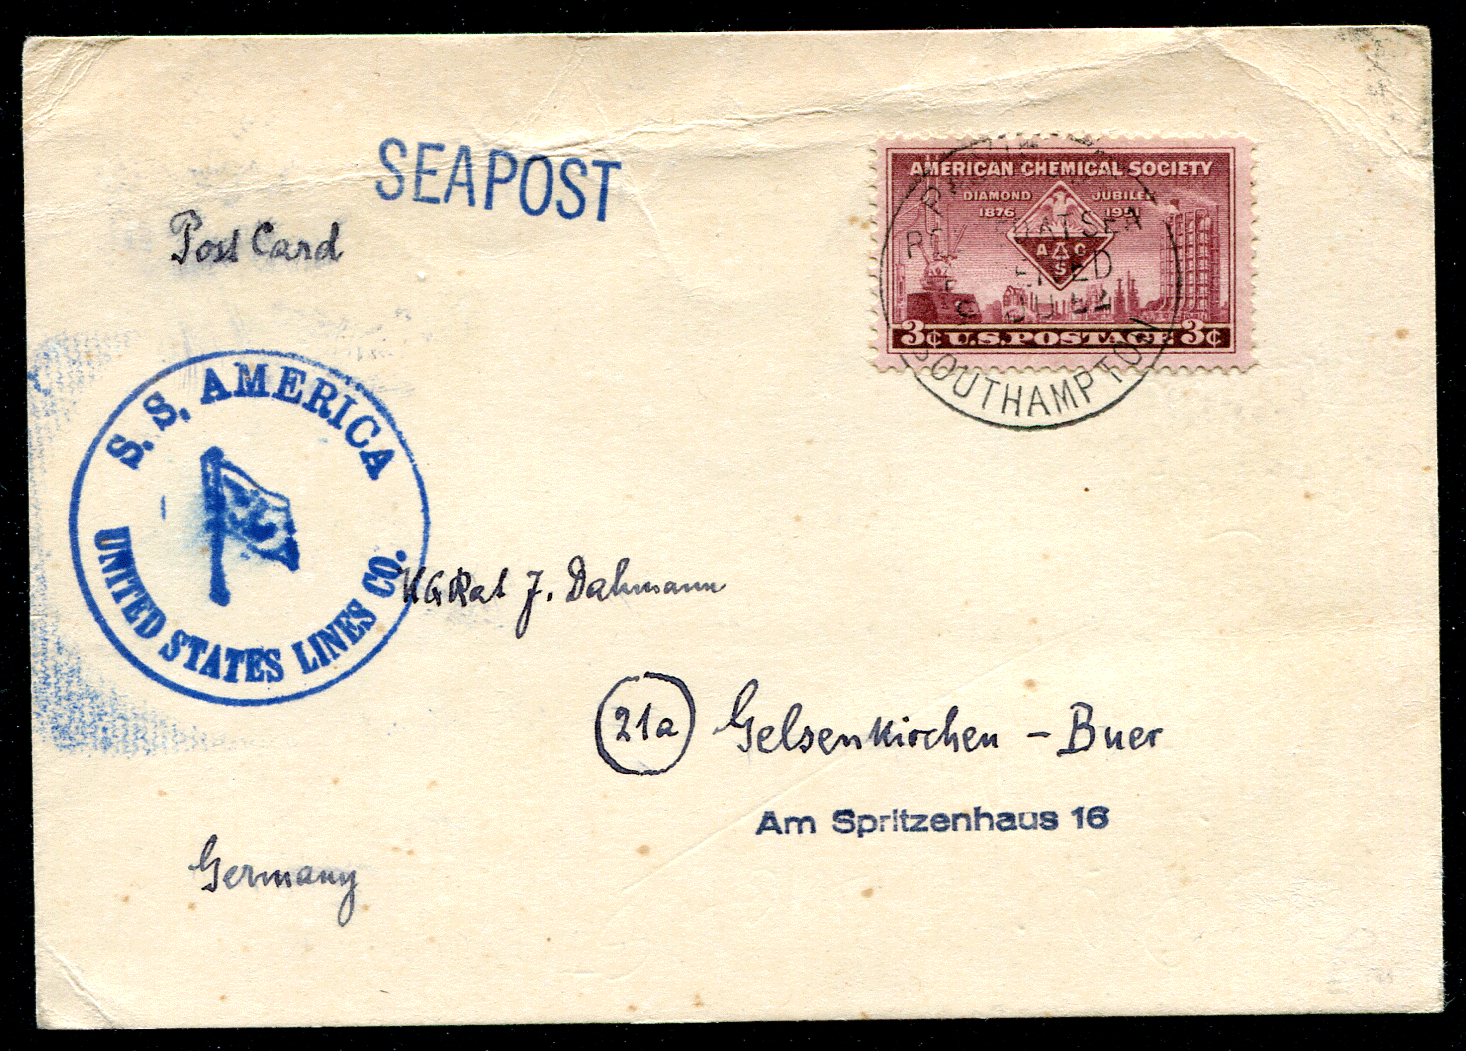 SEAPOST
Post Card
AMERICAN CHEMICAL SOCIETY
DIAMOND JUBILEE
1876
A C
S
3¢ U.S.POSTAGE 3¢
SOUTHAMPTON
S. S. AMERICA
UNITED STATES LINES CO.
J. Dahmann
21a Gelsenkirchen - Buer
Am Spritzenhaus 16
Germany